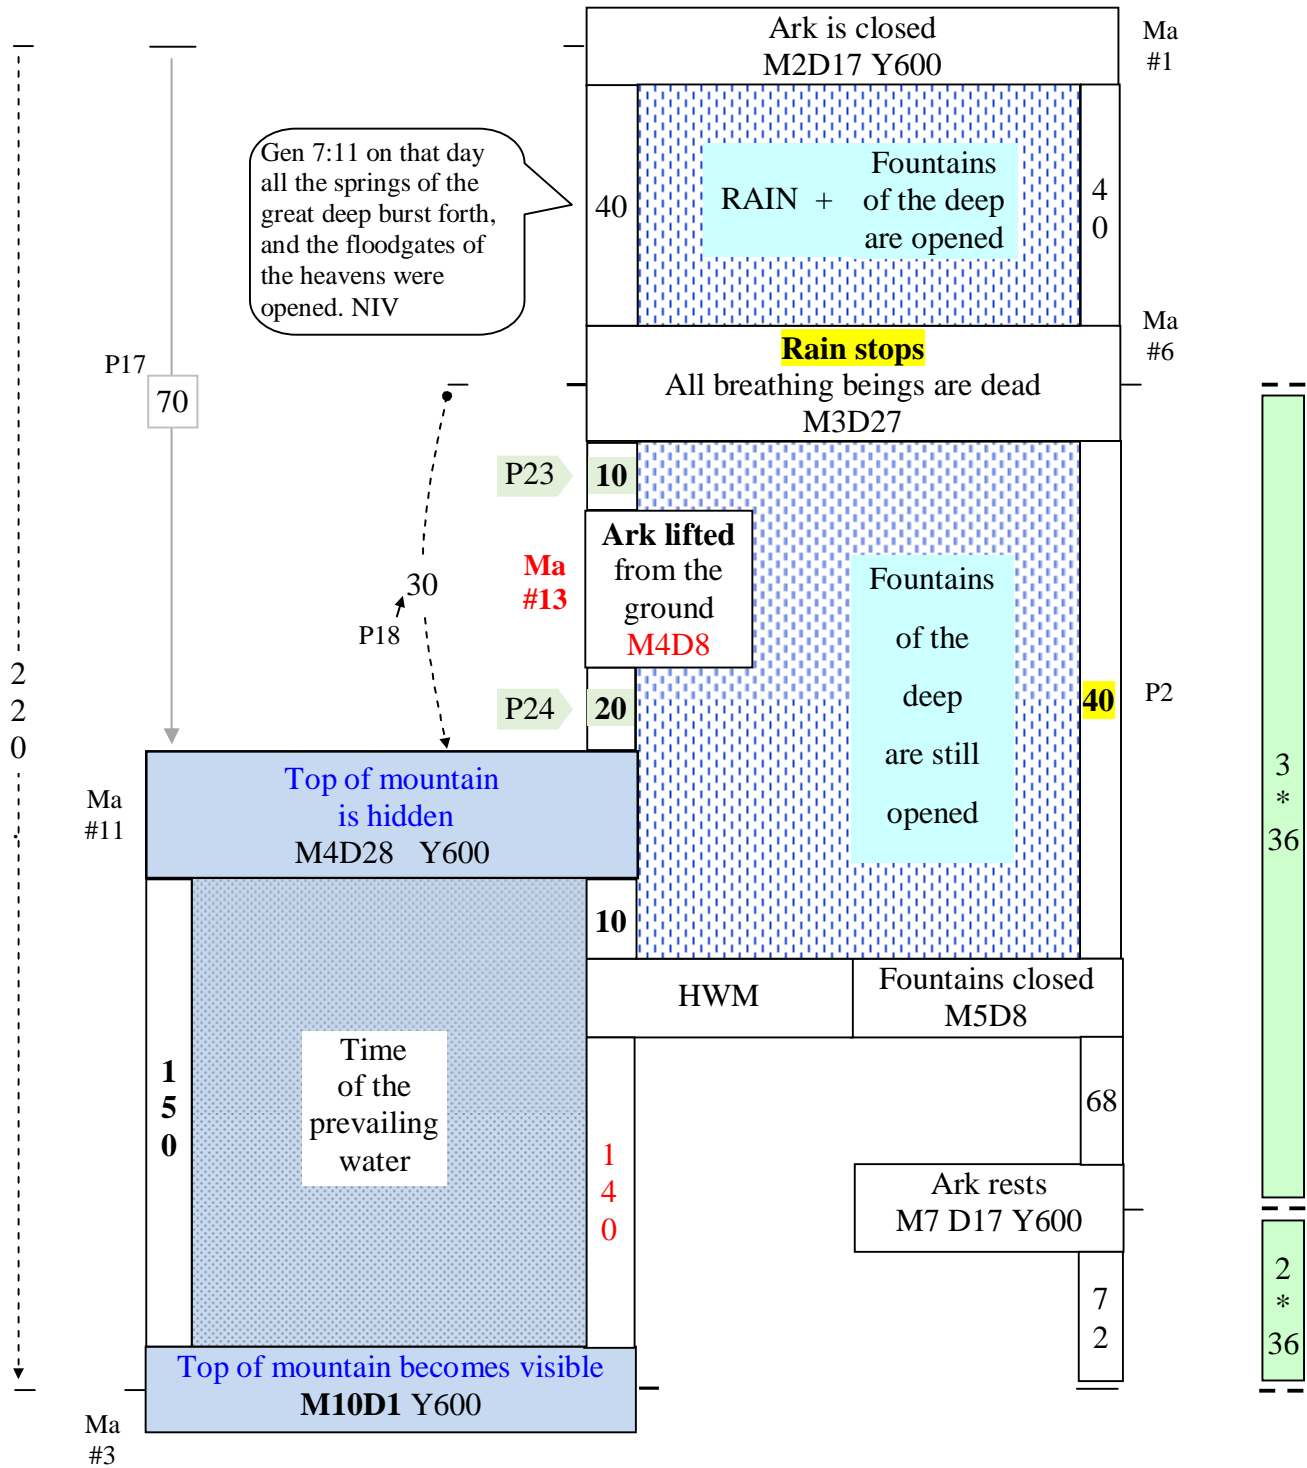 Ark is closed
M2D17 Y600
Ma
#1
Gen 7:11 on that day
all the springs of the
great deep burst forth,
and the floodgates of
the heavens were
opened. NIV
40
RAIN +
Fountains
of the deep
are opened
4
0
Ma
#6
Rain stops
All breathing beings are dead
M3D27
P17
70
P23
10
Ark lifted
from the
ground
M4D8
Ma
#13
30
P18
P24
20
Fountains
of the
deep
are still
opened
40
P2
2
2
0
3
*
36
Top of mountain
is hidden
M4D28 Y600
Ma
#11
10
HWM
Fountains closed
M5D8
1
5
0
Time
of the
prevailing
water
1
4
0
68
Ark rests
M7 D17 Y600
7
2
2
*
36
Top of mountain becomes visible
M10D1 Y600
Ma
#3